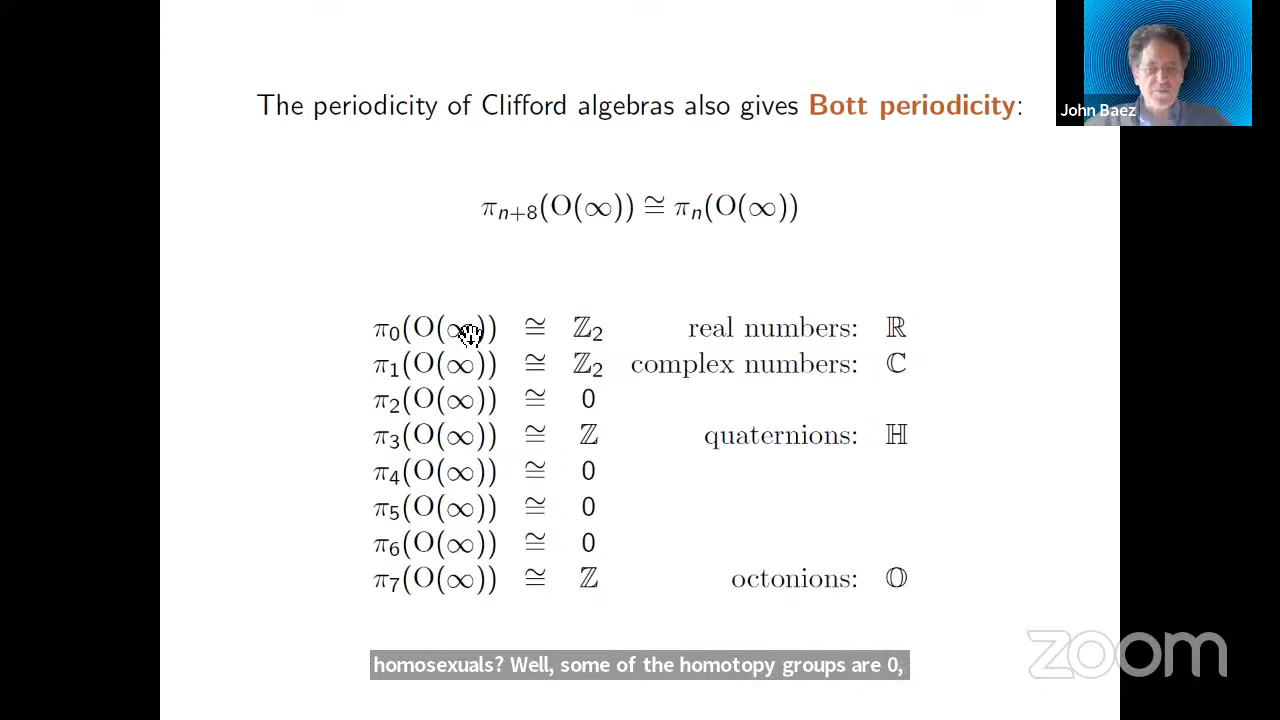 The periodicity of Clifford algebras also gives Bott periodicity:
John Baez
πₙ₊₈(O(∞)) ≅ πₙ(O(∞))
π₀(O(∞)) ≅ ℤ₂ real numbers: ℝ
π₁(O(∞)) ≅ ℤ₂ complex numbers: ℂ
π₂(O(∞)) ≅ 0
π₃(O(∞)) ≅ ℤ quaternions: ℍ
π₄(O(∞)) ≅ 0
π₅(O(∞)) ≅ 0
π₆(O(∞)) ≅ 0
π₇(O(∞)) ≅ ℤ octonions: 𝕆
homosexuals? Well, some of the homotopy groups are 0,
zoom